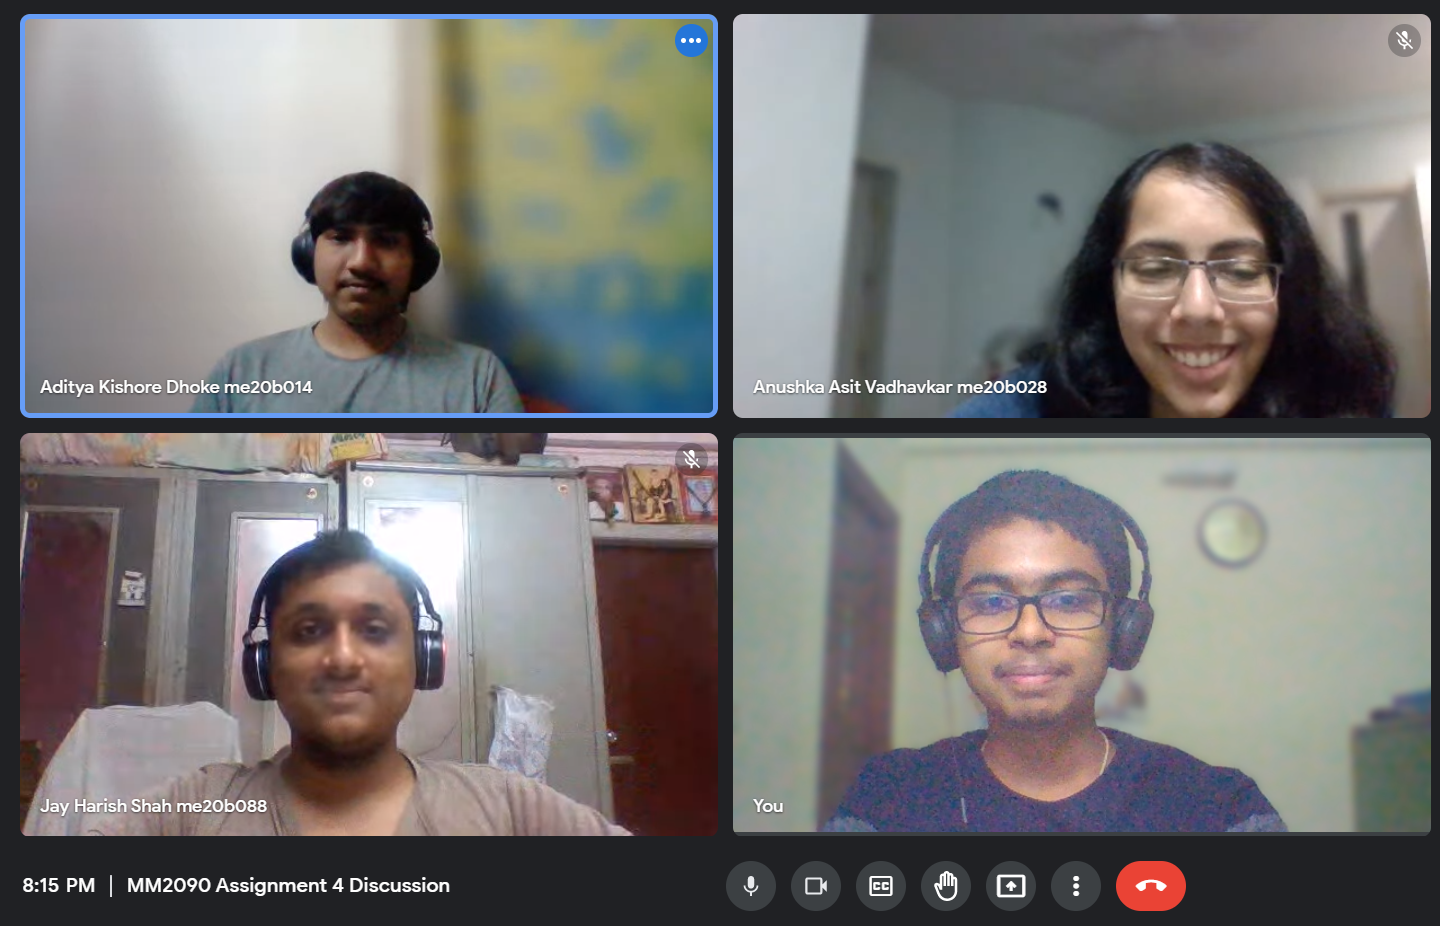 Aditya Kishore Dhoke me20b014
Anushka Asit Vadhavkar me20b028
Jay Harish Shah me20b088
You
8:15 PM | MM2090 Assignment 4 Discussion
CC